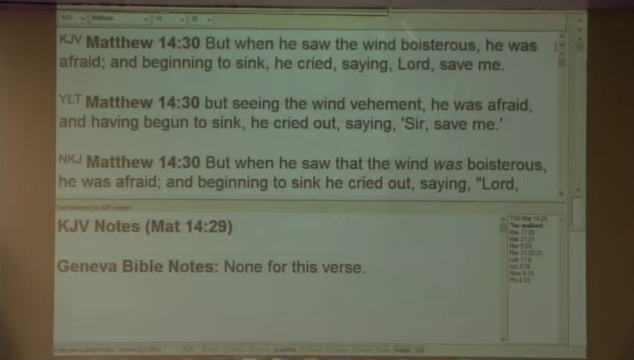 KJV Matthew 14:30 But when he saw the wind boisterous, he was
afraid; and beginning to sink, he cried, saying, Lord, save me.
YLT Matthew 14:30 but seeing the wind vehement, he was afraid,
and having begun to sink, he cried out, saying, 'Sir, save me.'
NKJ Matthew 14:30 But when he saw that the wind was boisterous,
he was afraid; and beginning to sink he cried out, saying, "Lord,
KJV Notes (Mat 14:29)
Geneva Bible Notes: None for this verse.